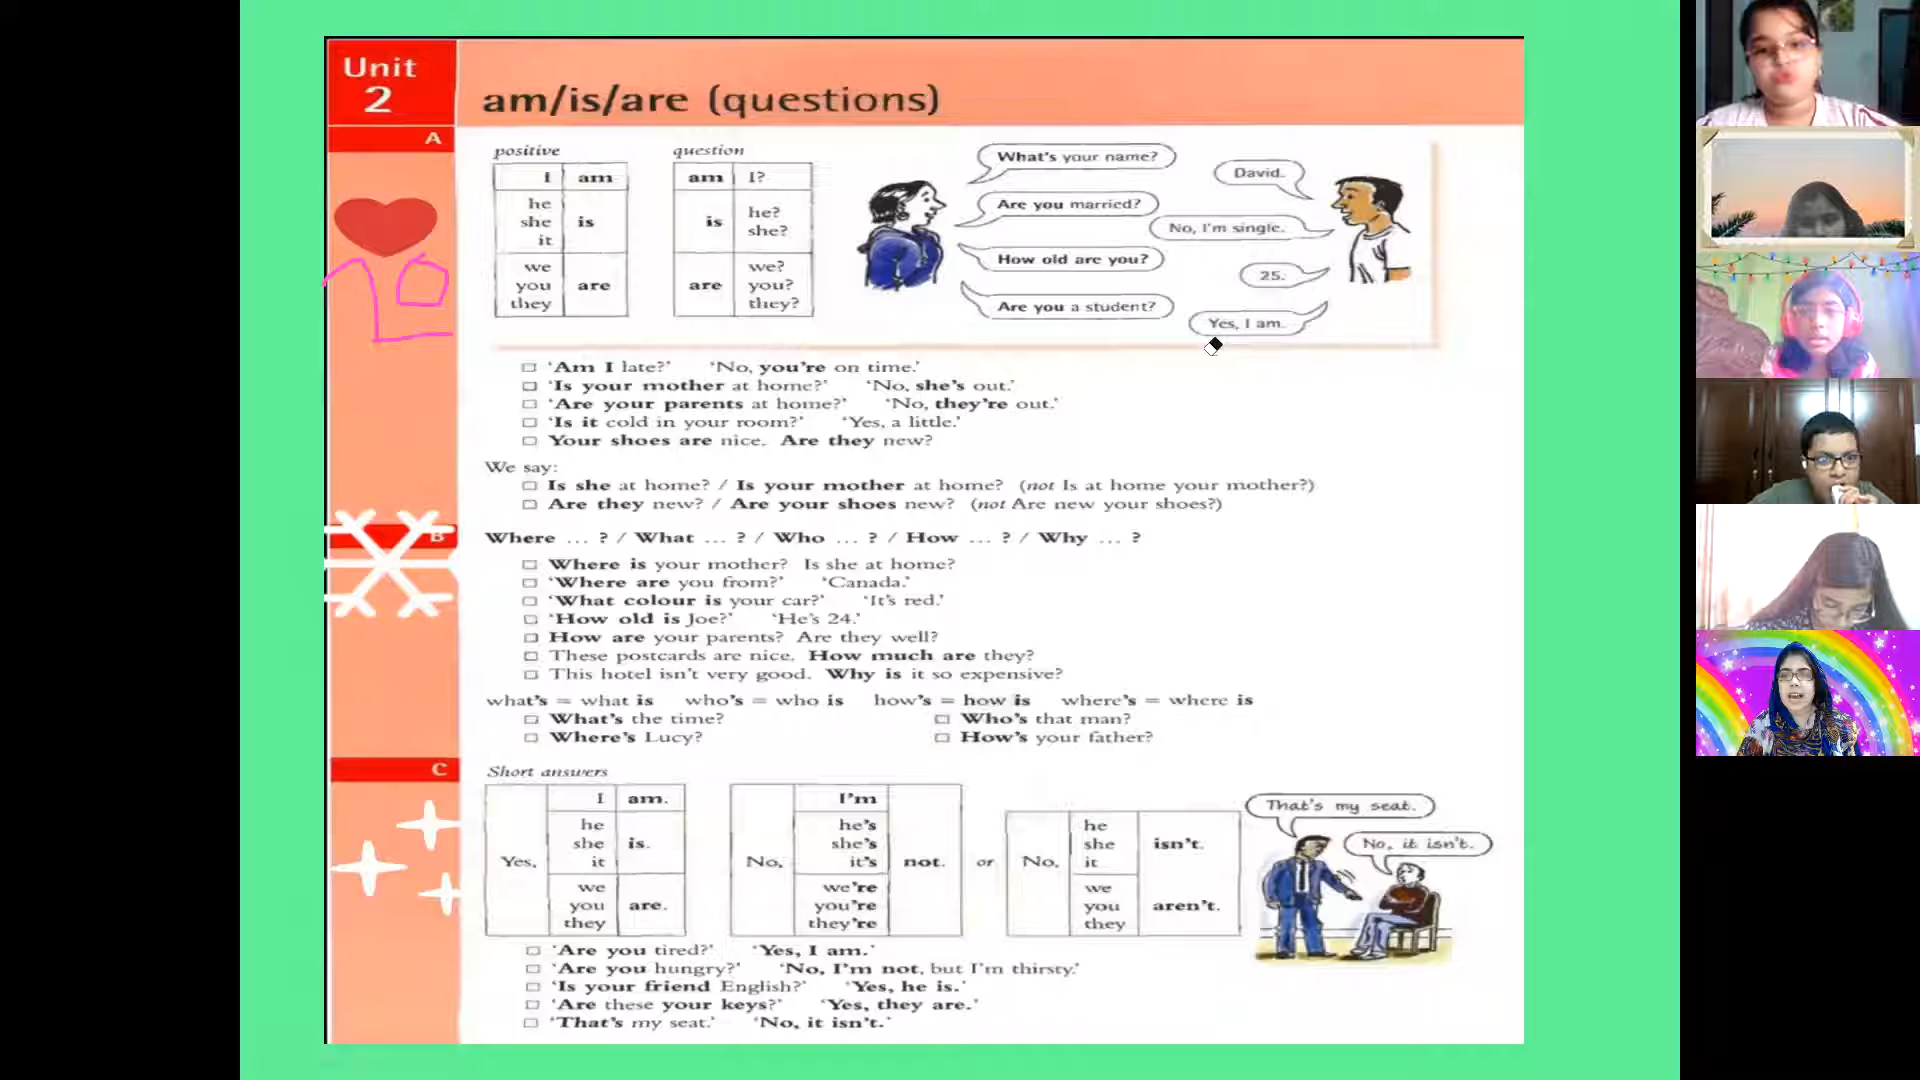 Unit
2
am/is/are (questions)
A
positive
I am
he
she is
it
we
you are
they
question
am I?
is he?
she?
we?
are you?
they?
What's your name?
David.
Are you married?
No, I'm single.
How old are you?
25.
Are you a student?
Yes, I am.
'Am I late?' 'No, you're on time.'
'Is your mother at home?' 'No, she's out.'
'Are your parents at home?' 'No, they're out.'
'Is it cold in your room?' 'Yes, a little.'
Your shoes are nice. Are they new?
We say:
Is she at home? / Is your mother at home? (not Is at home your mother?)
Are they new? / Are your shoes new? (not Are new your shoes?)
B
Where ... ? / What ... ? / Who ... ? / How ... ? / Why ... ?
Where is your mother? Is she at home?
'Where are you from?' 'Canada.'
'What colour is your car?' 'It's red.'
'How old is Joe?' 'He's 24.'
How are your parents? Are they well?
These postcards are nice. How much are they?
This hotel isn't very good. Why is it so expensive?
what's = what is who's = who is how's = how is where's = where is
What's the time? Who's that man?
Where's Lucy? How's your father?
C
Short answers
Yes,
I am.
he
she is.
it
we
you are.
they
No,
I'm
he's
she's
it's not.
we're
you're
they're
or
No,
he
she isn't.
it
we
you aren't.
they
That's my seat.
No, it isn't.
'Are you tired?' 'Yes, I am.'
'Are you hungry?' 'No, I'm not, but I'm thirsty.'
'Is your friend English?' 'Yes, he is.'
'Are these your keys?' 'Yes, they are.'
'That's my seat.' 'No, it isn't.'